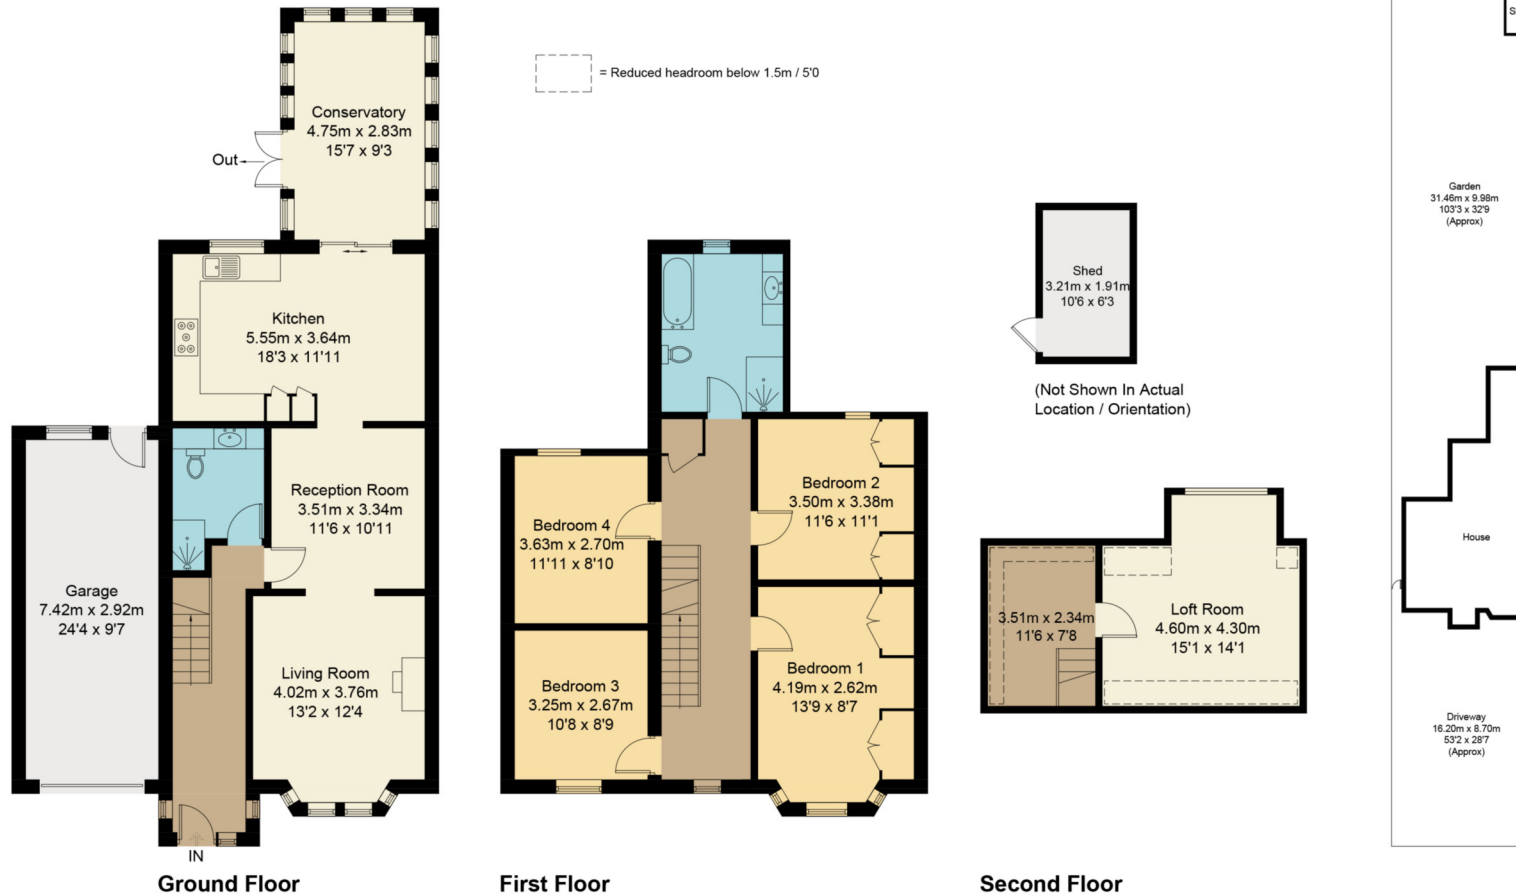 Conservatory
4.75m x 2.83m
15'7 x 9'3
Out
= Reduced headroom below 1.5m / 5'0
Kitchen
5.55m x 3.64m
18'3 x 11'11
Reception Room
3.51m x 3.34m
11'6 x 10'11
Garage
7.42m x 2.92m
24'4 x 9'7
Living Room
4.02m x 3.76m
13'2 x 12'4
IN
Ground Floor
Bedroom 2
3.50m x 3.38m
11'6 x 11'1
Bedroom 4
3.63m x 2.70m
11'11 x 8'10
Bedroom 3
3.25m x 2.67m
10'8 x 8'9
Bedroom 1
4.19m x 2.62m
13'9 x 8'7
First Floor
Shed
3.21m x 1.91m
10'6 x 6'3
(Not Shown In Actual
Location / Orientation)
3.51m x 2.34m
11'6 x 7'8
Loft Room
4.60m x 4.30m
15'1 x 14'1
Second Floor
Garden
31.46m x 9.98m
103'3 x 32'9
(Approx)
House
Driveway
16.20m x 8.70m
53'2 x 28'7
(Approx)